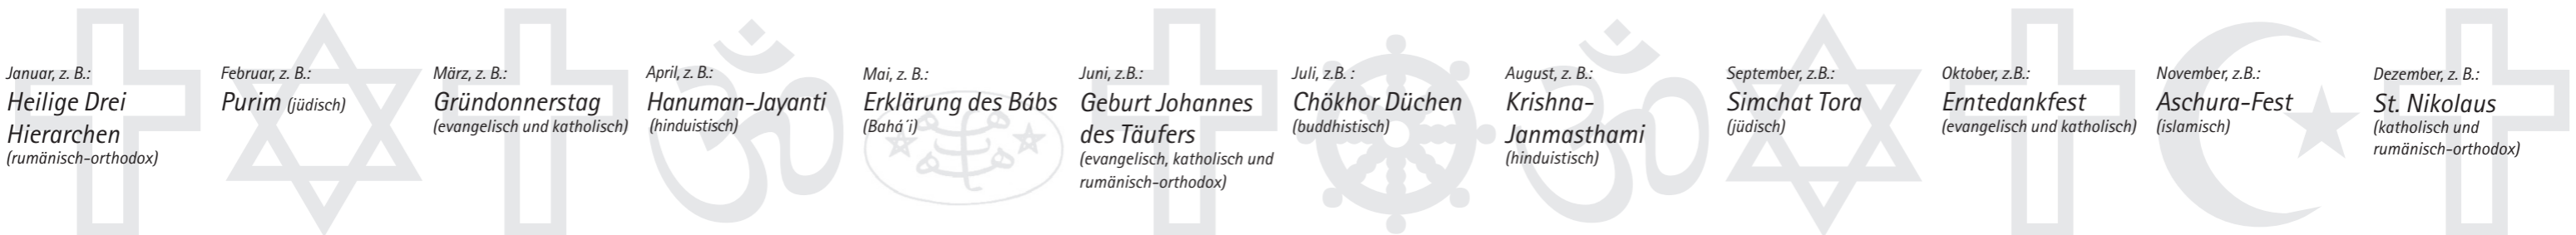 Januar, z. B.:
Heilige Drei
Hierarchen
(rumänisch-orthodox)
Februar, z. B.:
Purim (jüdisch)
März, z. B.:
Gründonnerstag
(evangelisch und katholisch)
April, z. B.:
Hanuman-Jayanti
(hinduistisch)
Mai, z. B.:
Erklärung des Bábs
(Bahá´i)
Juni, z.B.:
Geburt Johannes
des Täufers
(evangelisch, katholisch und
rumänisch-orthodox)
Juli, z.B. :
Chökhor Düchen
(buddhistisch)
August, z. B.:
Krishna-
Janmasthami
(hinduistisch)
September, z.B.:
Simchat Tora
(jüdisch)
Oktober, z.B.:
Erntedankfest
(evangelisch und katholisch)
November, z.B.:
Aschura-Fest
(islamisch)
Dezember, z. B.:
St. Nikolaus
(katholisch und
rumänisch-orthodox)